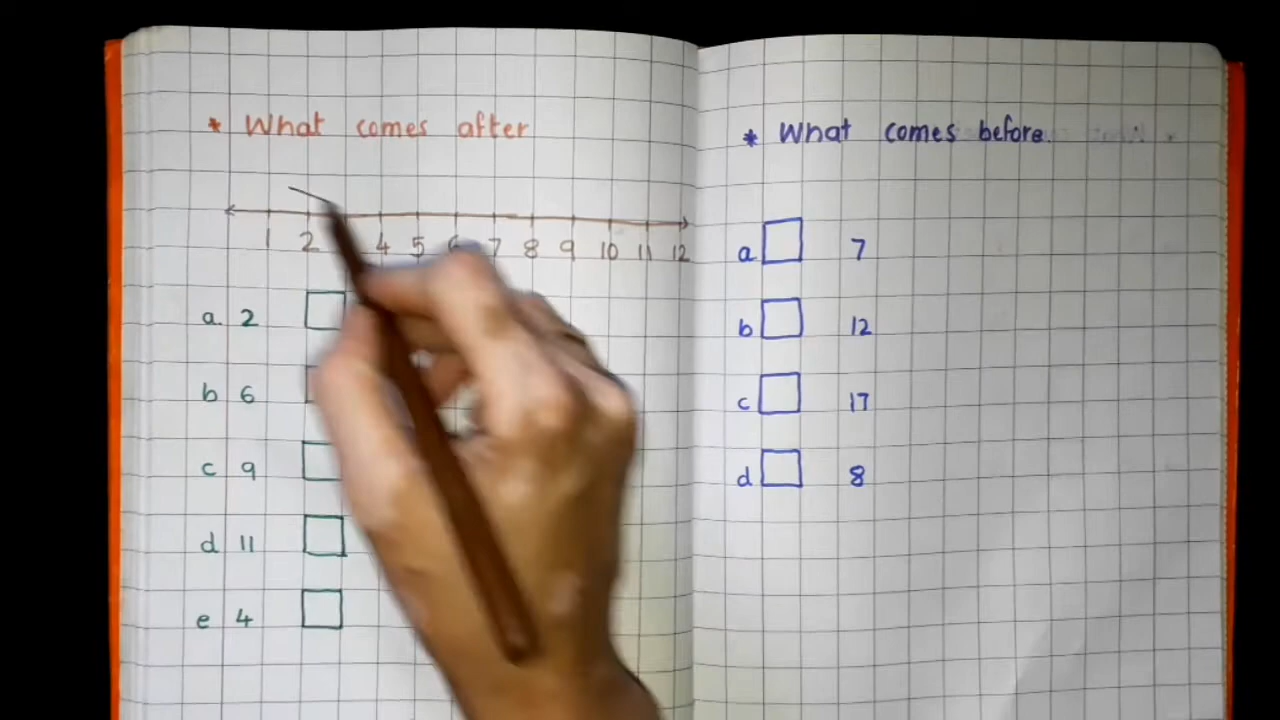 * What comes after
1 2 4 5 6 7 8 9 10 11 12
a. 2
b 6
c 9
d 11
e 4
* What comes before.
a 7
b 12
c 17
d 8